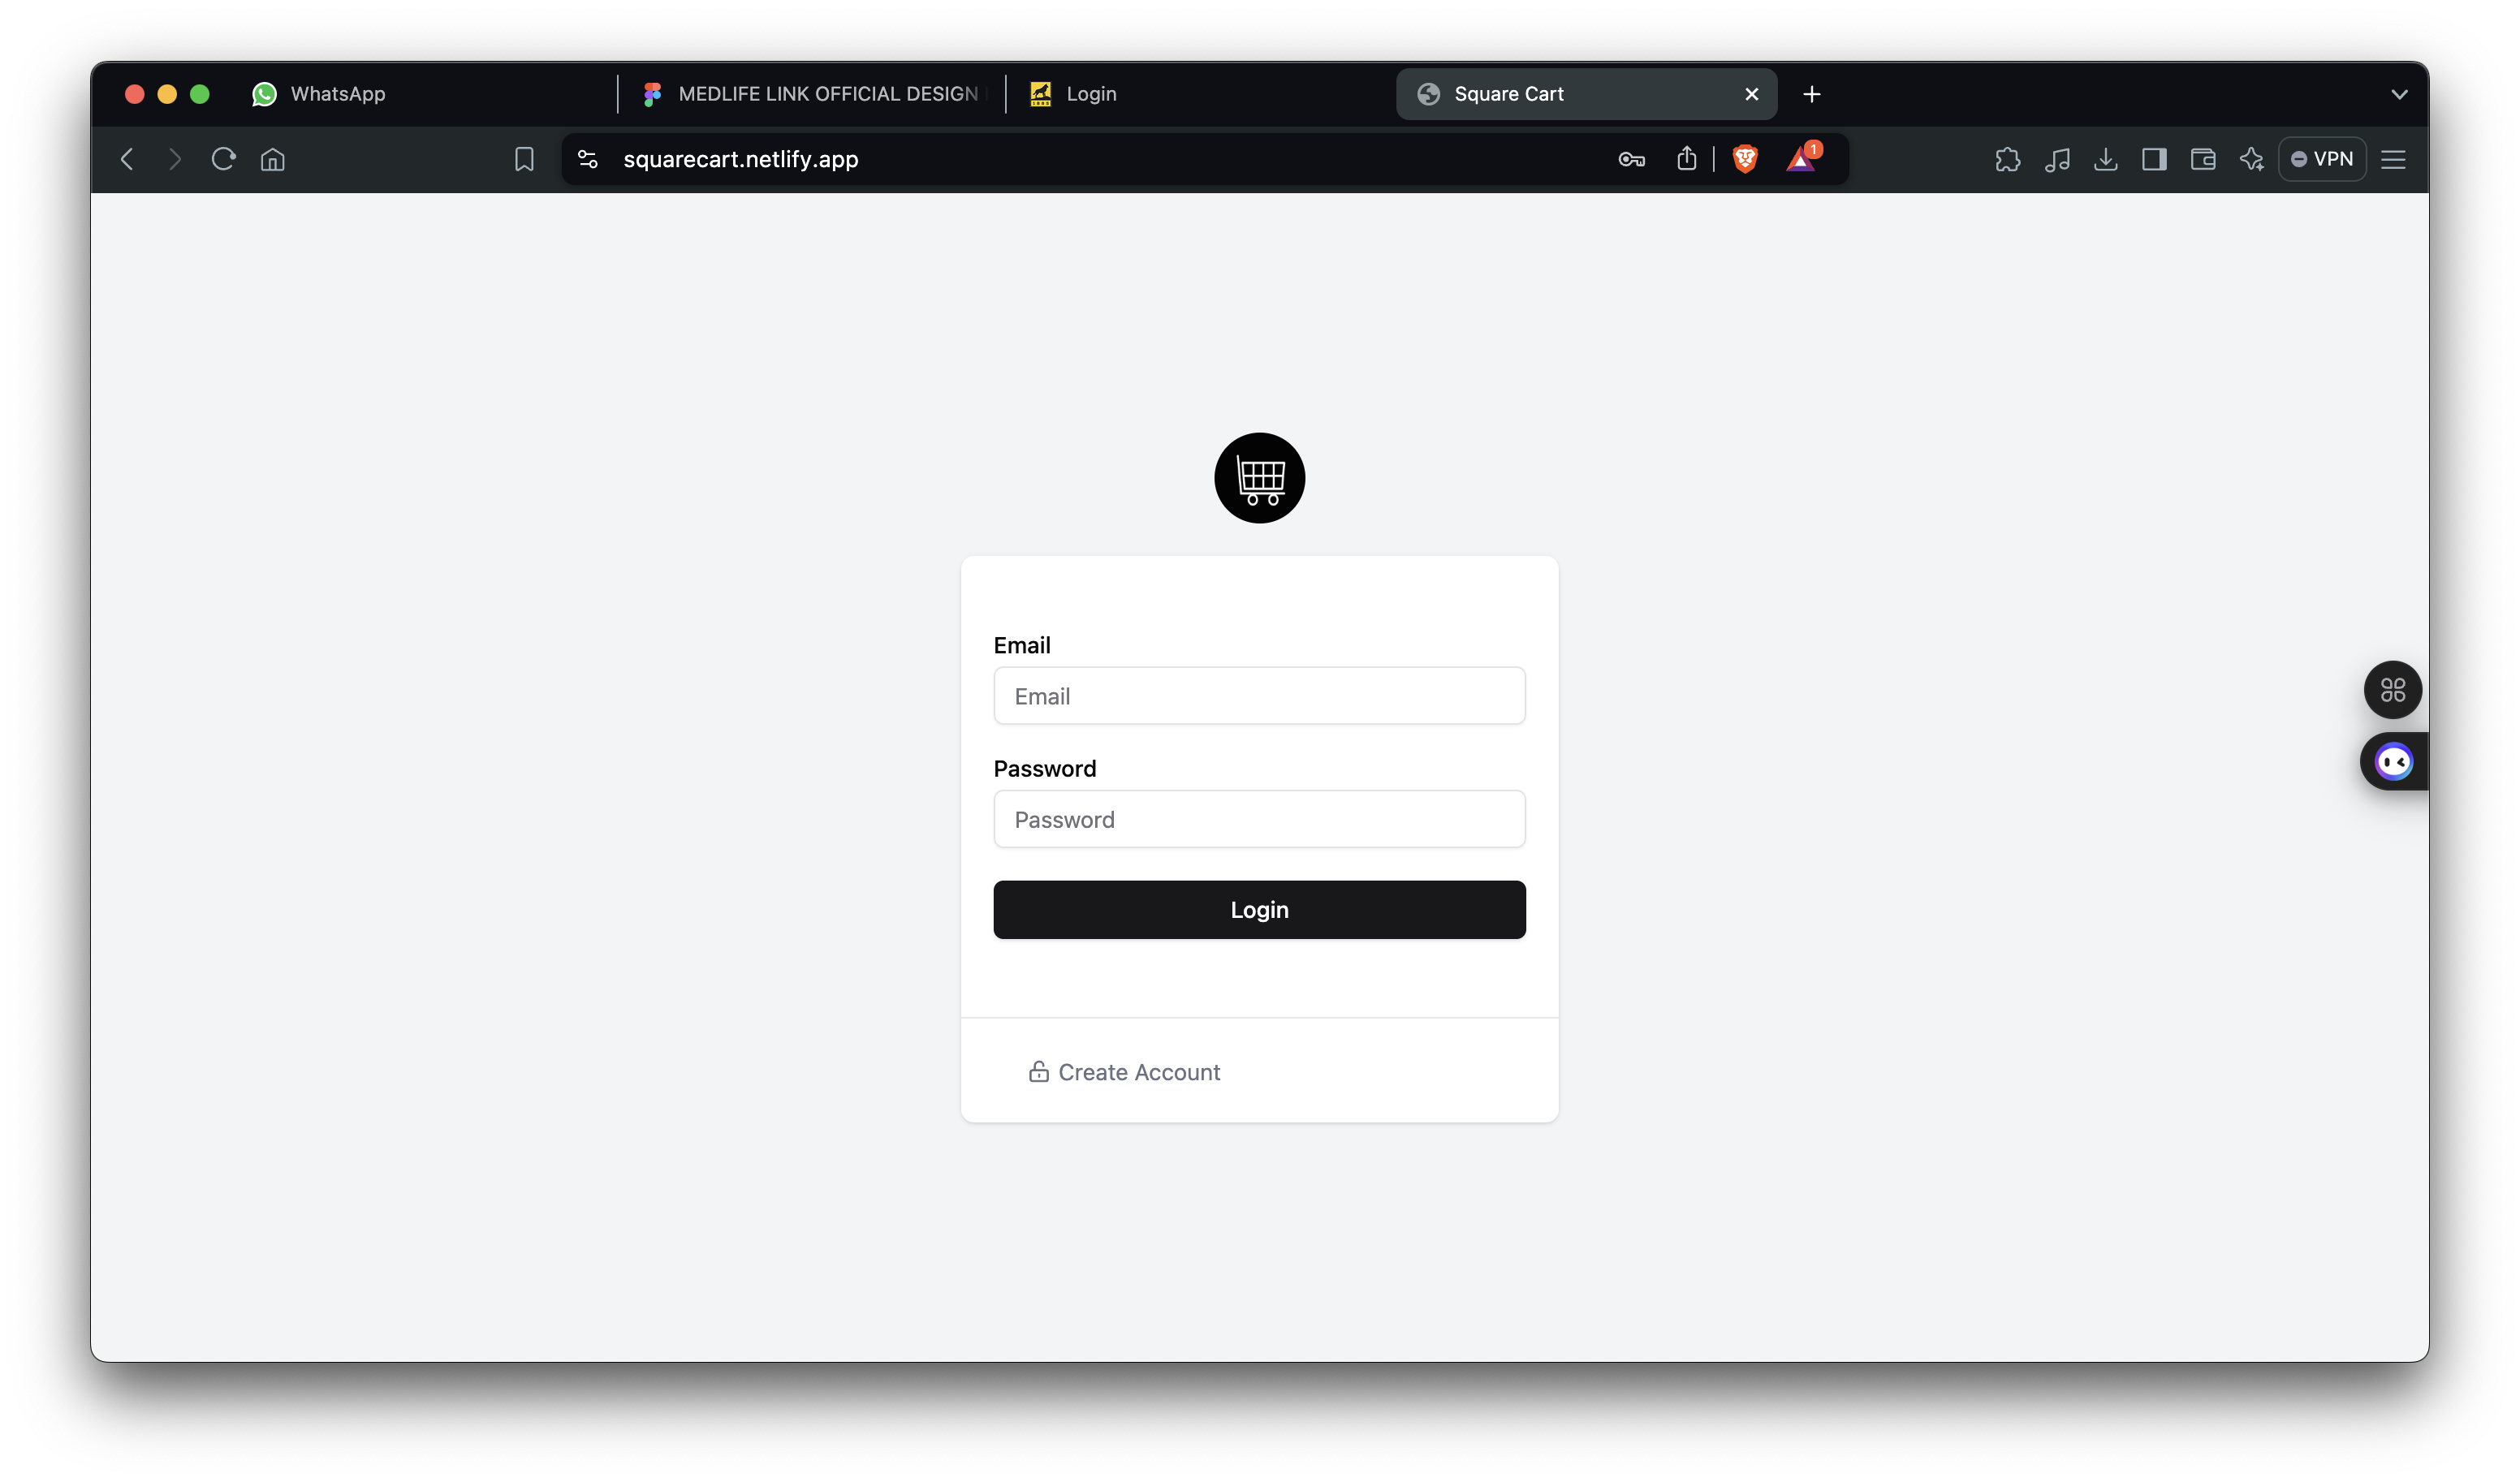 WhatsApp
MEDLIFE LINK OFFICIAL DESIGN
Login
Square Cart
squarecart.netlify.app
1
VPN
Email
Email
Password
Password
Login
Create Account